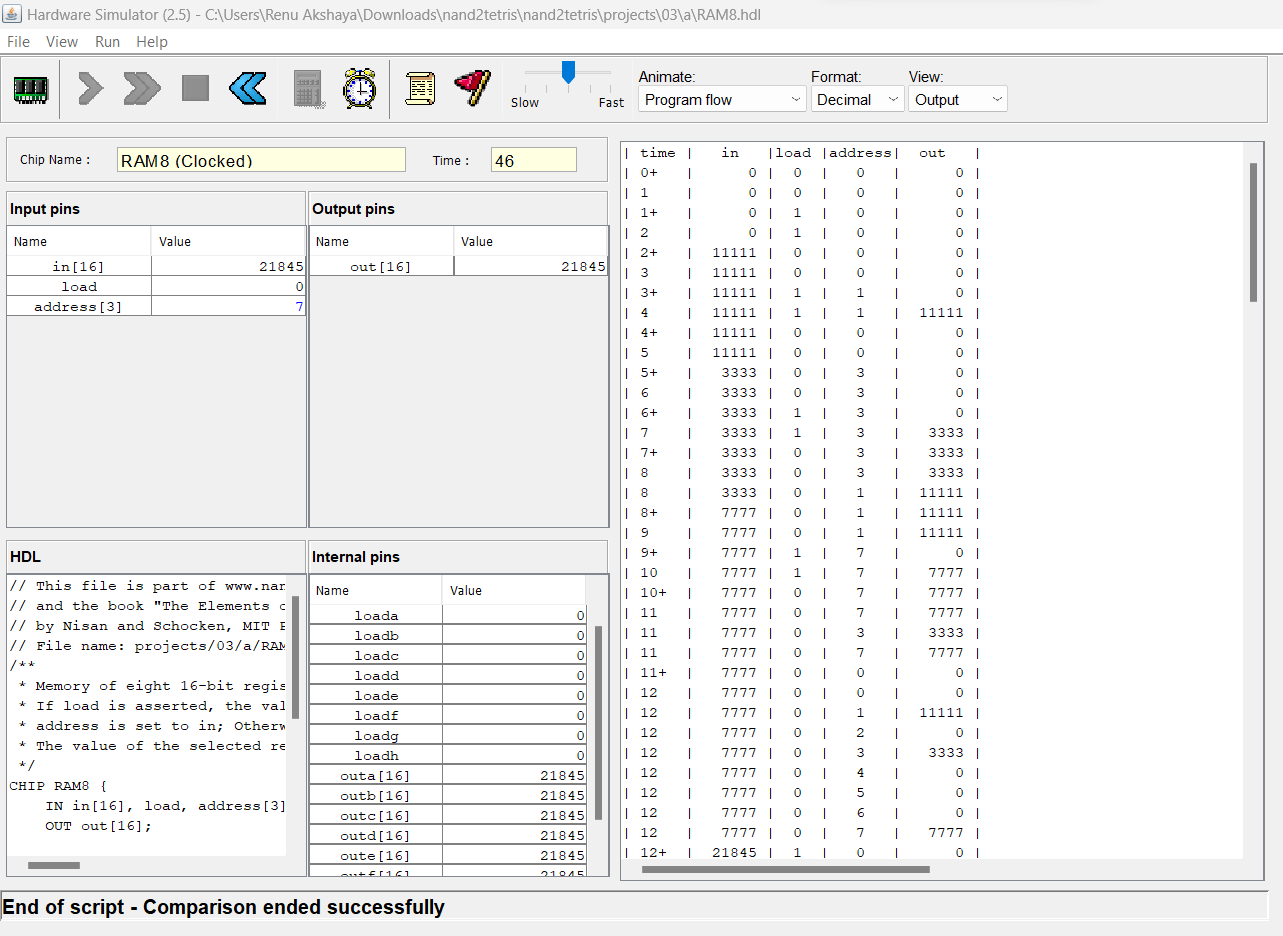 Hardware Simulator (2.5) - C:\Users\Renu Akshaya\Downloads\nand2tetris\nand2tetris\projects\03\a\RAM8.hdl
File View Run Help
Slow Fast
Animate: Format: View:
Program flow Decimal Output
Chip Name : RAM8 (Clocked) Time : 46
Input pins
Name Value
in[16] 21845
load 0
address[3] 7
Output pins
Name Value
out[16] 21845
HDL
// This file is part of www.nan
// and the book "The Elements o
// by Nisan and Schocken, MIT P
// File name: projects/03/a/RAM
/**
* Memory of eight 16-bit regis
* If load is asserted, the val
* address is set to in; Otherw
* The value of the selected re
*/
CHIP RAM8 {
IN in[16], load, address[3]
OUT out[16];
Internal pins
Name Value
loada 0
loadb 0
loadc 0
loadd 0
loade 0
loadf 0
loadg 0
loadh 0
outa[16] 21845
outb[16] 21845
outc[16] 21845
outd[16] 21845
oute[16] 21845
outf[16] 21845
| time | in |load |address| out |
| 0+ | 0 | 0 | 0 | 0 |
| 1 | 0 | 0 | 0 | 0 |
| 1+ | 0 | 1 | 0 | 0 |
| 2 | 0 | 1 | 0 | 0 |
| 2+ | 11111 | 0 | 0 | 0 |
| 3 | 11111 | 0 | 0 | 0 |
| 3+ | 11111 | 1 | 1 | 0 |
| 4 | 11111 | 1 | 1 | 11111 |
| 4+ | 11111 | 0 | 0 | 0 |
| 5 | 11111 | 0 | 0 | 0 |
| 5+ | 3333 | 0 | 3 | 0 |
| 6 | 3333 | 0 | 3 | 0 |
| 6+ | 3333 | 1 | 3 | 0 |
| 7 | 3333 | 1 | 3 | 3333 |
| 7+ | 3333 | 0 | 3 | 3333 |
| 8 | 3333 | 0 | 3 | 3333 |
| 8 | 3333 | 0 | 1 | 11111 |
| 8+ | 7777 | 0 | 1 | 11111 |
| 9 | 7777 | 0 | 1 | 11111 |
| 9+ | 7777 | 1 | 7 | 0 |
| 10 | 7777 | 1 | 7 | 7777 |
| 10+ | 7777 | 0 | 7 | 7777 |
| 11 | 7777 | 0 | 7 | 7777 |
| 11 | 7777 | 0 | 3 | 3333 |
| 11 | 7777 | 0 | 7 | 7777 |
| 11+ | 7777 | 0 | 0 | 0 |
| 12 | 7777 | 0 | 0 | 0 |
| 12 | 7777 | 0 | 1 | 11111 |
| 12 | 7777 | 0 | 2 | 0 |
| 12 | 7777 | 0 | 3 | 3333 |
| 12 | 7777 | 0 | 4 | 0 |
| 12 | 7777 | 0 | 5 | 0 |
| 12 | 7777 | 0 | 6 | 0 |
| 12 | 7777 | 0 | 7 | 7777 |
| 12+ | 21845 | 1 | 0 | 0 |
End of script - Comparison ended successfully